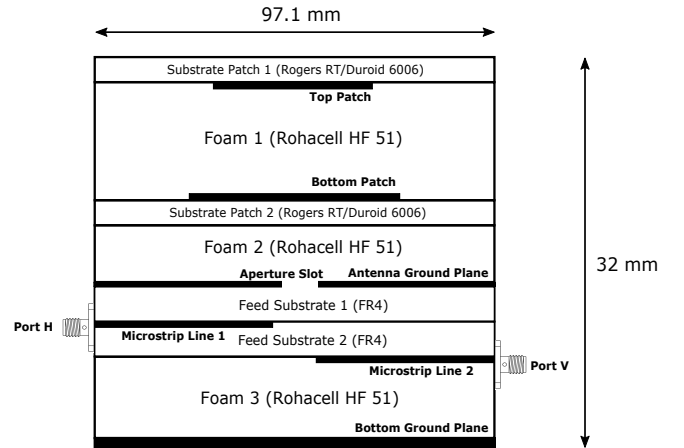 97.1 mm
Substrate Patch 1 (Rogers RT/Duroid 6006)
Top Patch
Foam 1 (Rohacell HF 51)
Bottom Patch
Substrate Patch 2 (Rogers RT/Duroid 6006)
Foam 2 (Rohacell HF 51)
32 mm
Aperture Slot Antenna Ground Plane
Feed Substrate 1 (FR4)
Port H
Microstrip Line 1 Feed Substrate 2 (FR4)
Microstrip Line 2
Port V
Foam 3 (Rohacell HF 51)
Bottom Ground Plane